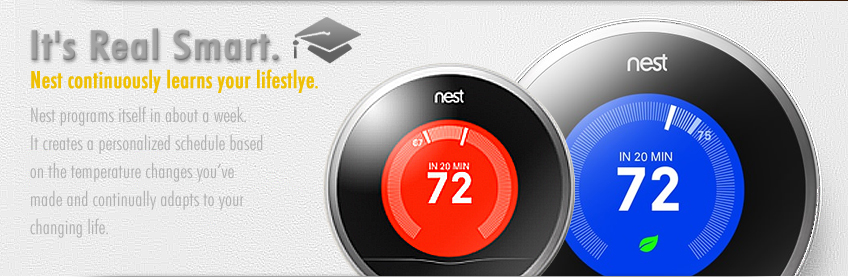 It's Real Smart.
Nest continuously learns your lifestlye.
Nest programs itself in about a week.
It creates a personalized schedule based
on the temperature changes you've
made and continually adapts to your
changing life.
nest
67
IN 20 MIN
72
nest
75
IN 20 MIN
72